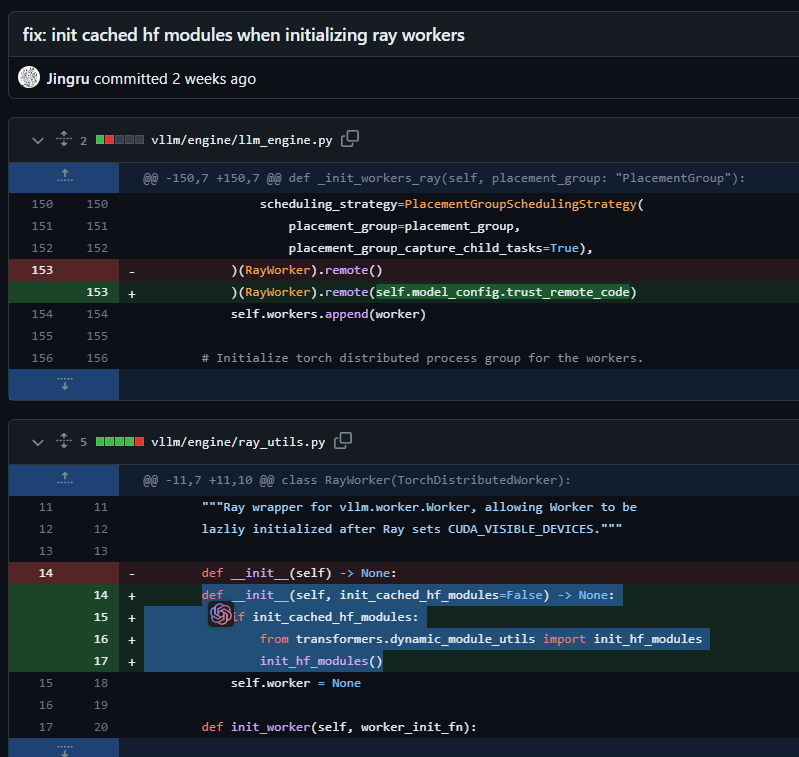 fix: init cached hf modules when initializing ray workers
Jingru committed 2 weeks ago
2 vllm/engine/llm_engine.py
@@ -150,7 +150,7 @@ def _init_workers_ray(self, placement_group: "PlacementGroup"):
150 150 scheduling_strategy=PlacementGroupSchedulingStrategy(
151 151 placement_group=placement_group,
152 152 placement_group_capture_child_tasks=True),
153 - )(RayWorker).remote()
153 + )(RayWorker).remote(self.model_config.trust_remote_code)
154 154 self.workers.append(worker)
155 155
156 156 # Initialize torch distributed process group for the workers.
5 vllm/engine/ray_utils.py
@@ -11,7 +11,10 @@ class RayWorker(TorchDistributedWorker):
11 11 """Ray wrapper for vllm.worker.Worker, allowing Worker to be
12 12 lazliy initialized after Ray sets CUDA_VISIBLE_DEVICES."""
13 13
14 - def __init__(self) -> None:
14 + def __init__(self, init_cached_hf_modules=False) -> None:
15 + if init_cached_hf_modules:
16 + from transformers.dynamic_module_utils import init_hf_modules
17 + init_hf_modules()
15 18 self.worker = None
16 19
17 20 def init_worker(self, worker_init_fn):